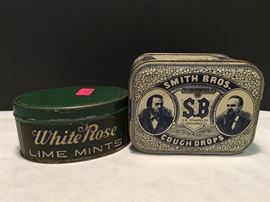 White Rose
LIME MINTS
SMITH BROS.
S.B
COUGH DROPS